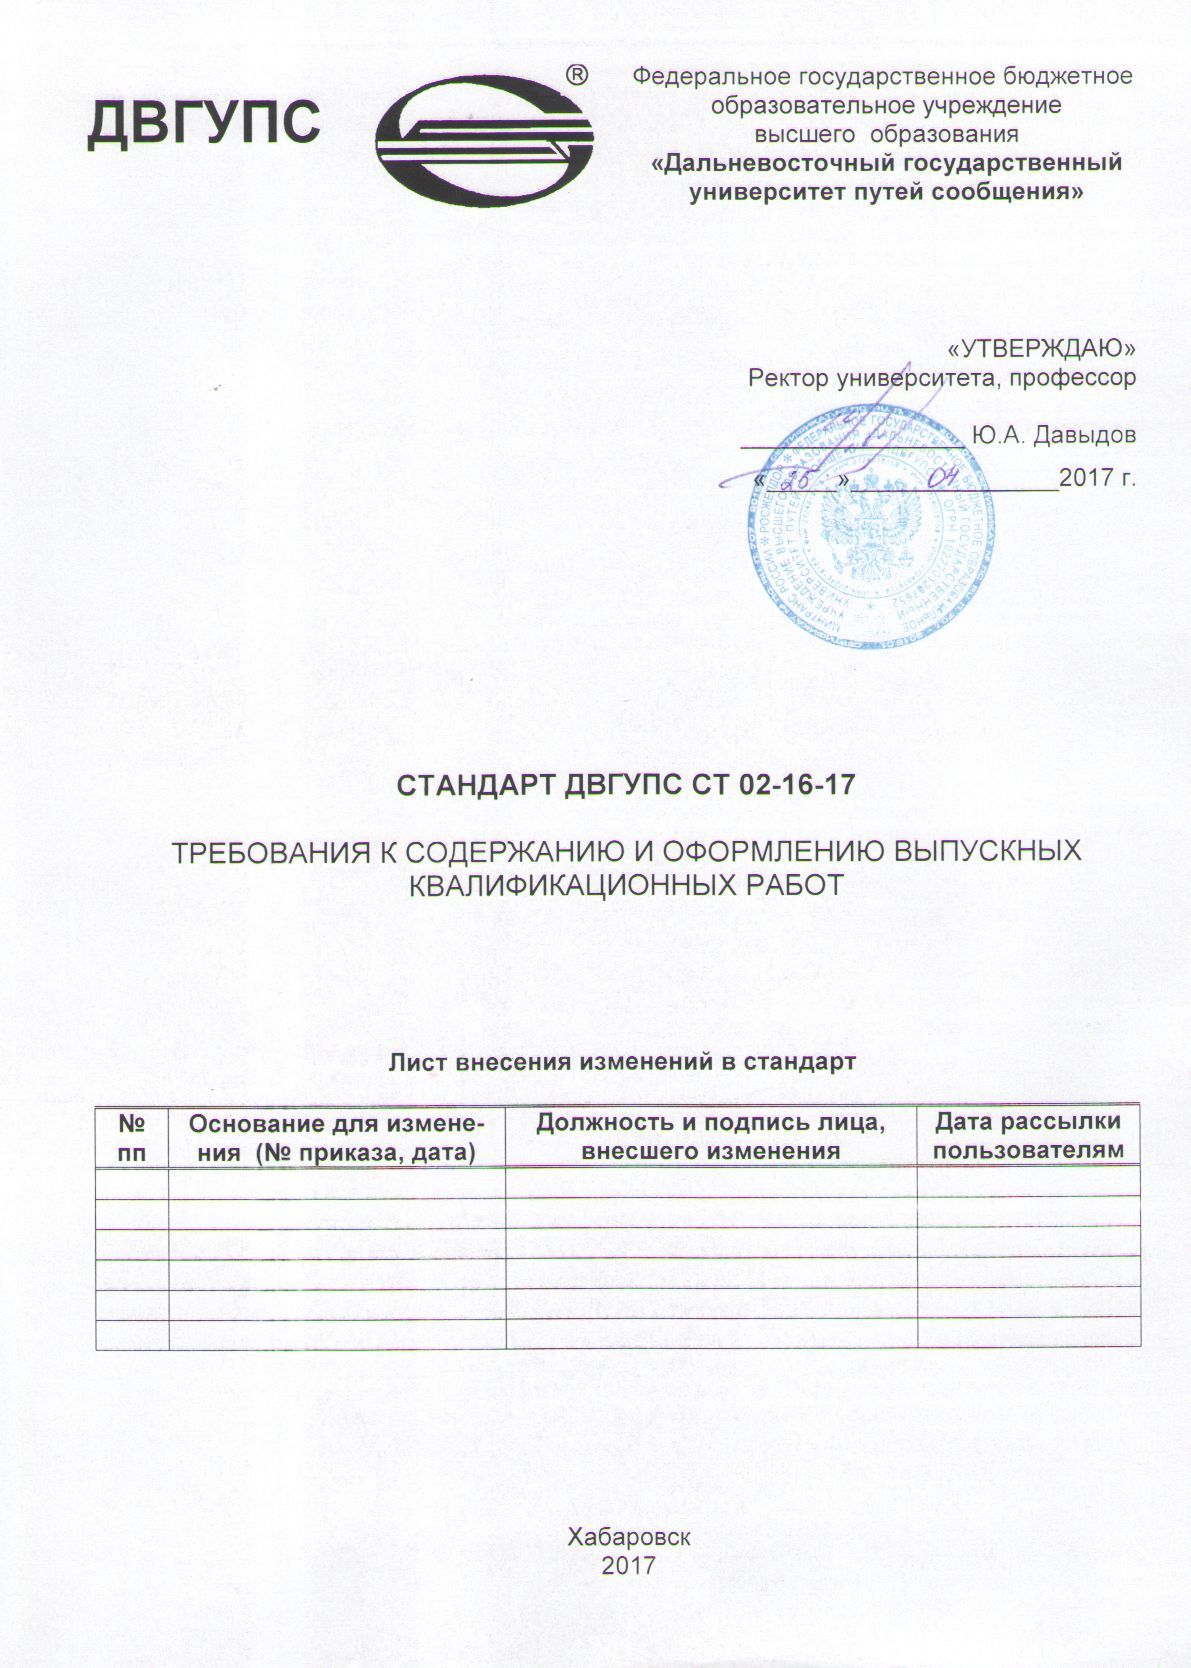 ДВГУПС
®
Федеральное государственное бюджетное
образовательное учреждение
высшего образования
«Дальневосточный государственный
университет путей сообщения»
«УТВЕРЖДАЮ»
Ректор университета, профессор
Ю.А. Давыдов
«25» 04 2017 г.
СТАНДАРТ ДВГУПС СТ 02-16-17
ТРЕБОВАНИЯ К СОДЕРЖАНИЮ И ОФОРМЛЕНИЮ ВЫПУСКНЫХ
КВАЛИФИКАЦИОННЫХ РАБОТ
Лист внесения изменений в стандарт
№
пп
Основание для измене-
ния (№ приказа, дата)
Должность и подпись лица,
внесшего изменения
Дата рассылки
пользователям
Хабаровск
2017